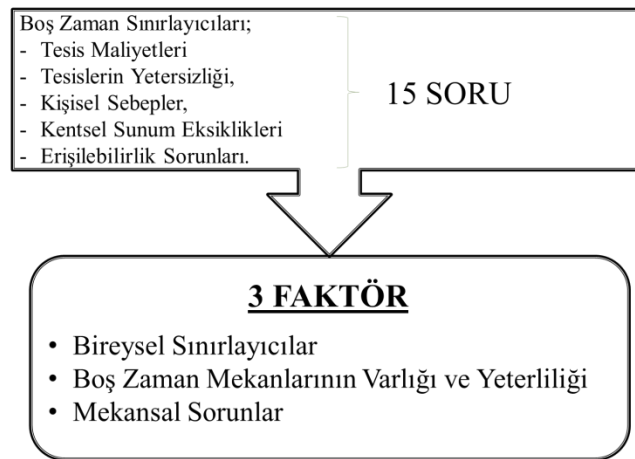 Boş Zaman Sınırlayıcıları;
- Tesis Maliyetleri
- Tesislerin Yetersizliği,
- Kişisel Sebepler,
- Kentsel Sunum Eksiklikleri
- Erişilebilirlik Sorunları.
15 SORU
3 FAKTÖR
• Bireysel Sınırlayıcılar
• Boş Zaman Mekanlarının Varlığı ve Yeterliliği
• Mekansal Sorunlar